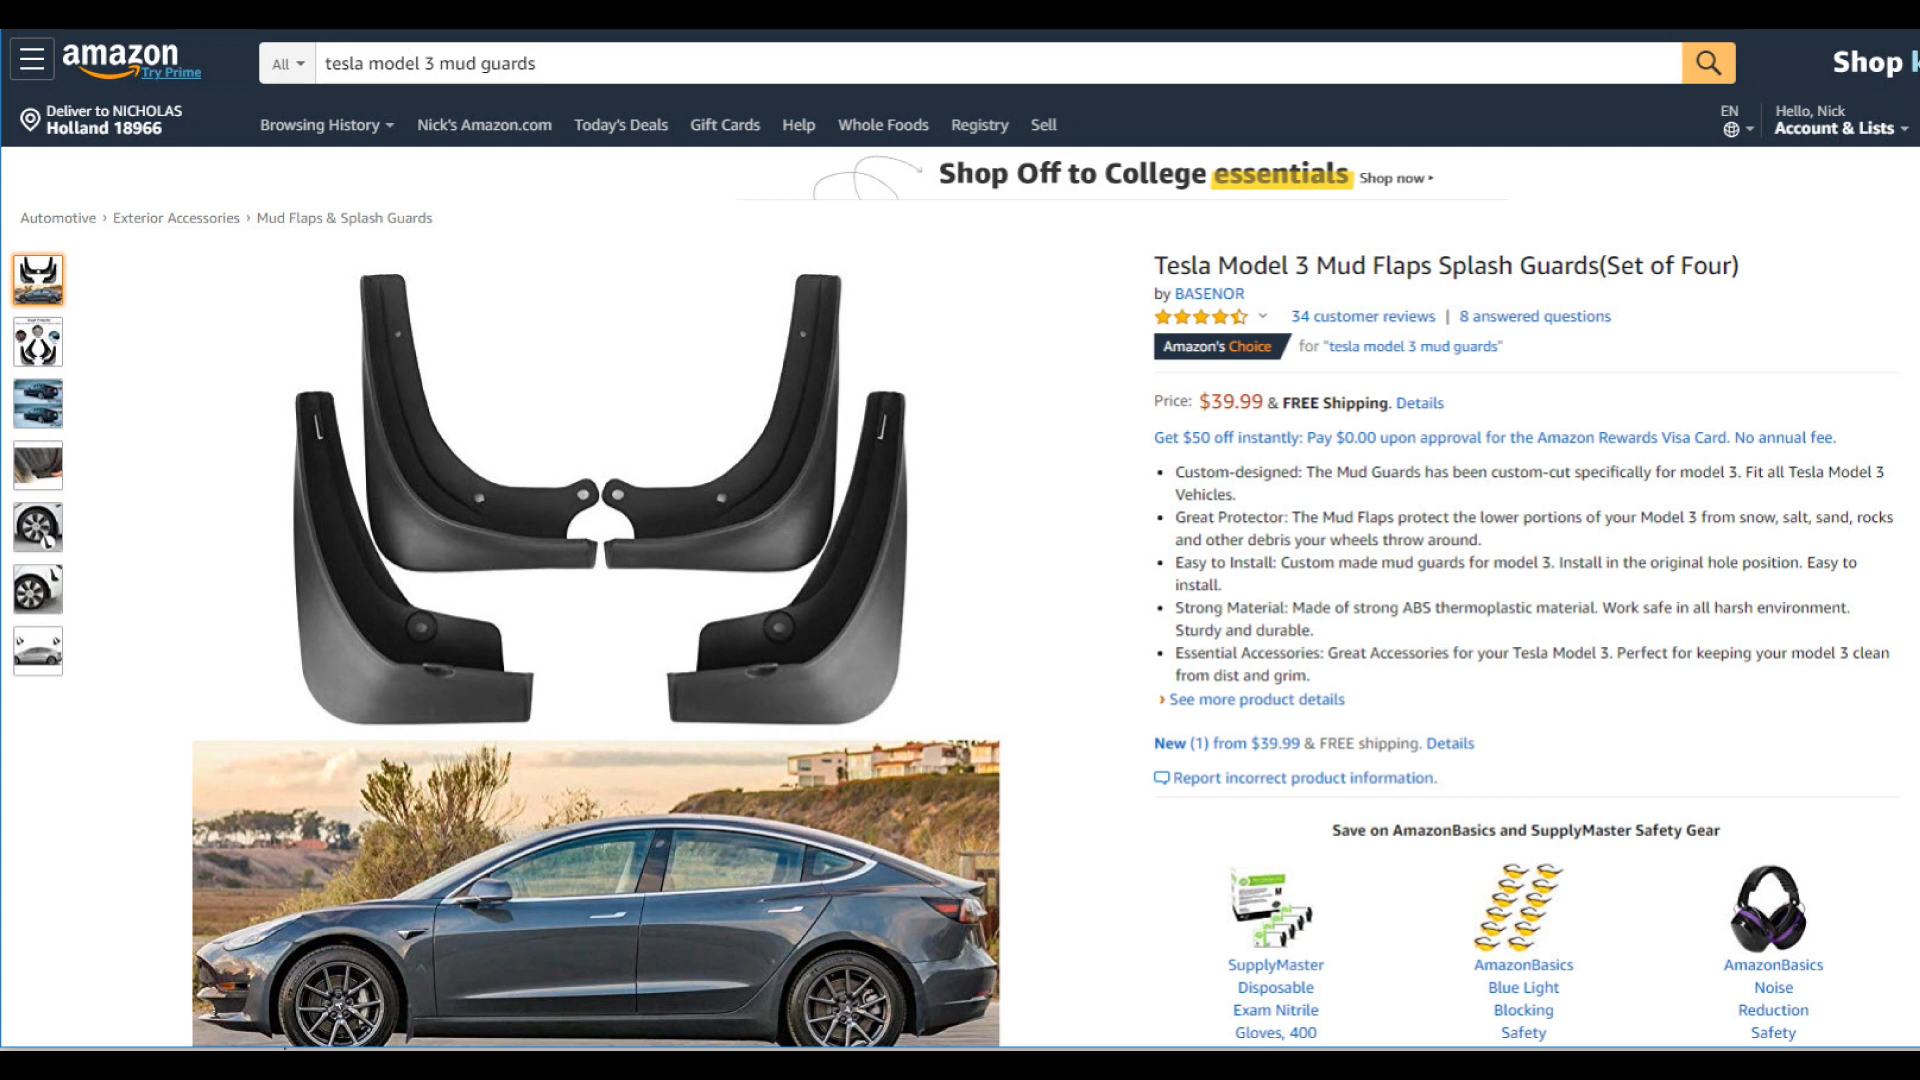 amazon
Try Prime
All
tesla model 3 mud guards
Shop
Deliver to NICHOLAS
Holland 18966
Browsing History
Nick's Amazon.com
Today's Deals
Gift Cards
Help
Whole Foods
Registry
Sell
EN
Hello, Nick
Account & Lists
Shop Off to College essentials Shop now
Automotive › Exterior Accessories › Mud Flaps & Splash Guards
Tesla Model 3 Mud Flaps Splash Guards(Set of Four)
by BASENOR
34 customer reviews | 8 answered questions
Amazon's Choice for "tesla model 3 mud guards"
Price: $39.99 & FREE Shipping. Details
Get $50 off instantly: Pay $0.00 upon approval for the Amazon Rewards Visa Card. No annual fee.
• Custom-designed: The Mud Guards has been custom-cut specifically for model 3. Fit all Tesla Model 3
Vehicles.
• Great Protector: The Mud Flaps protect the lower portions of your Model 3 from snow, salt, sand, rocks
and other debris your wheels throw around.
• Easy to Install: Custom made mud guards for model 3. Install in the original hole position. Easy to
install.
• Strong Material: Made of strong ABS thermoplastic material. Work safe in all harsh environment.
Sturdy and durable.
• Essential Accessories: Great Accessories for your Tesla Model 3. Perfect for keeping your model 3 clean
from dist and grim.
› See more product details
New (1) from $39.99 & FREE shipping. Details
Report incorrect product information.
Save on AmazonBasics and SupplyMaster Safety Gear
SupplyMaster
Disposable
Exam Nitrile
Gloves, 400
AmazonBasics
Blue Light
Blocking
Safety
AmazonBasics
Noise
Reduction
Safety